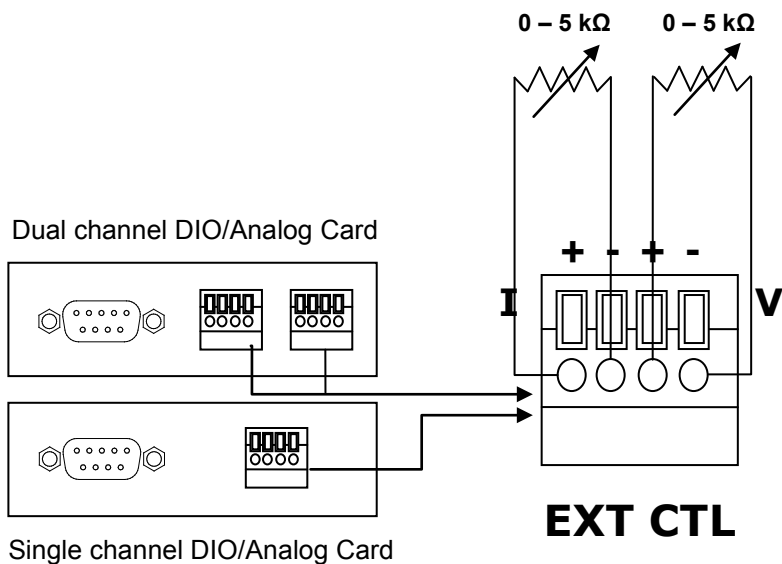 0 – 5 kΩ 0 – 5 kΩ
Dual channel DIO/Analog Card
+ - + -
I V
EXT CTL
Single channel DIO/Analog Card